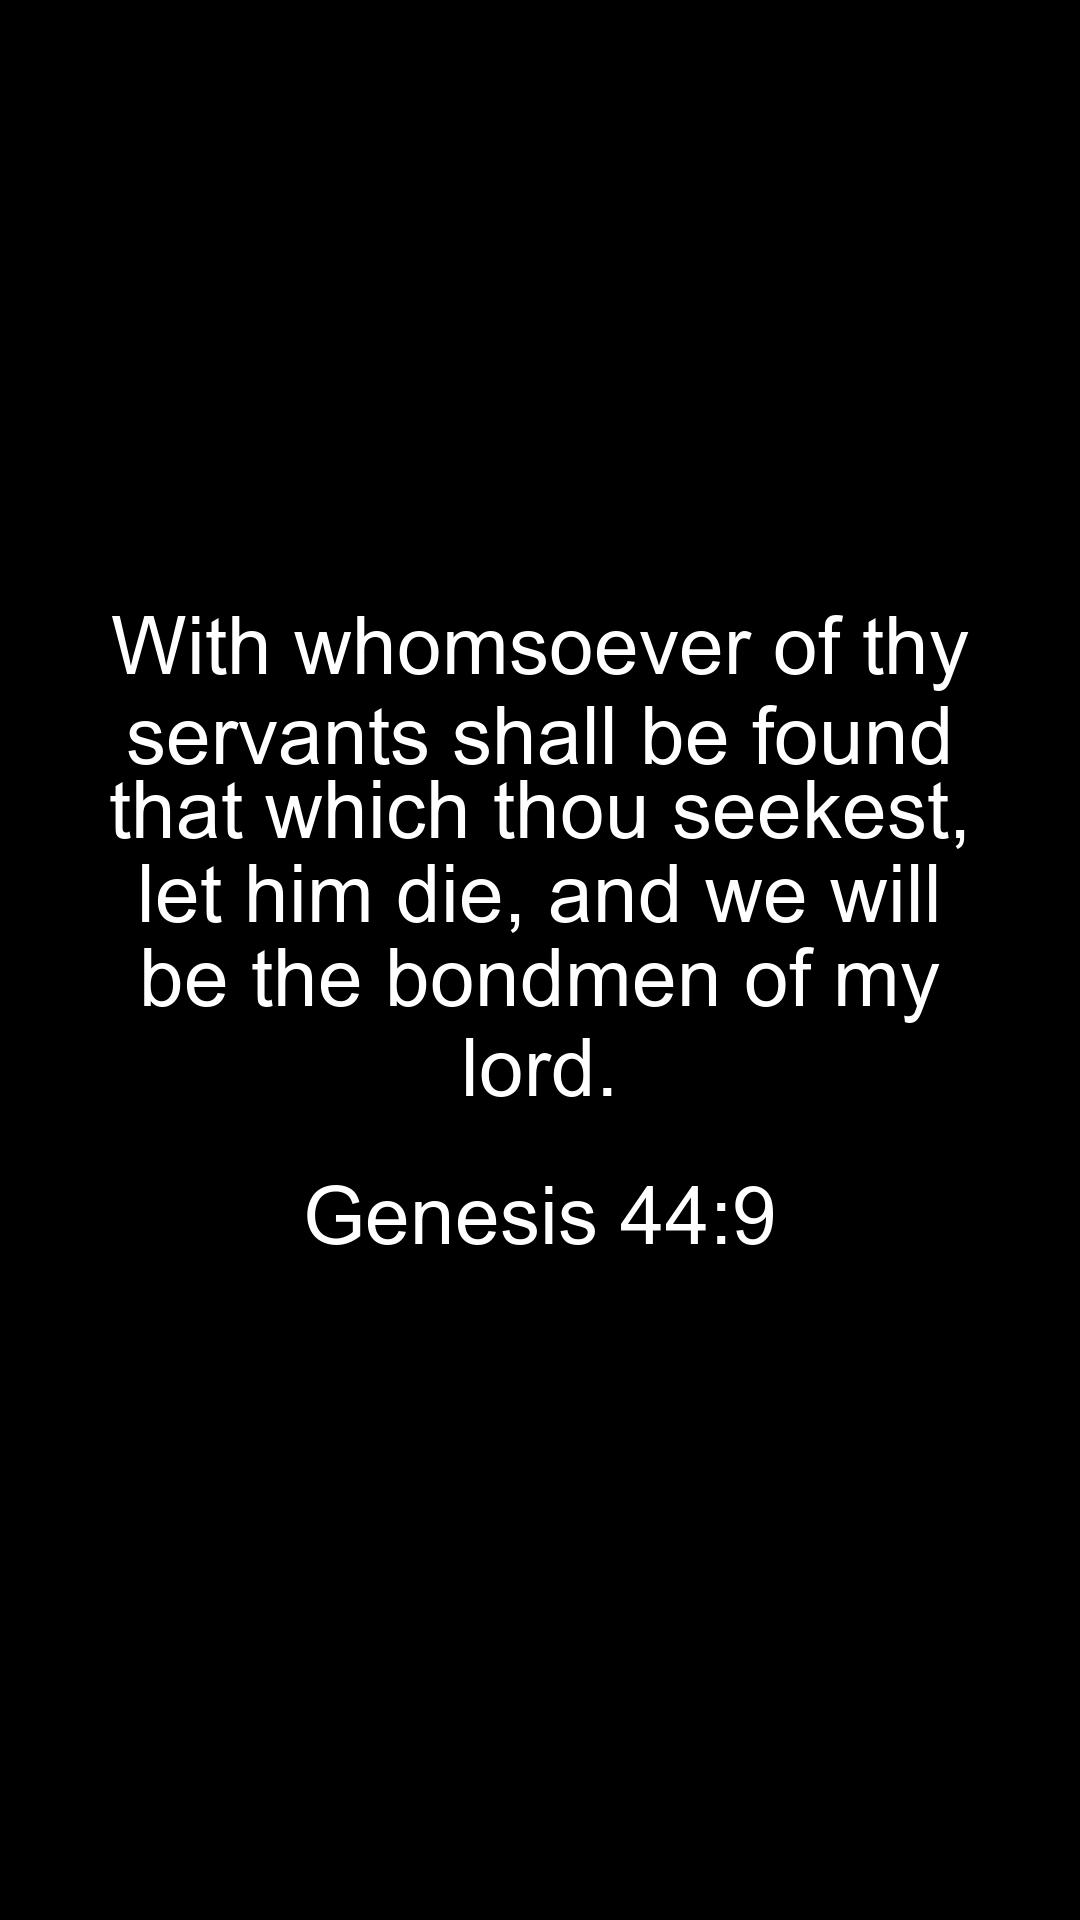 With whomsoever of thy
servants shall be found
that which thou seekest,
let him die, and we will
be the bondmen of my
lord.
Genesis 44:9